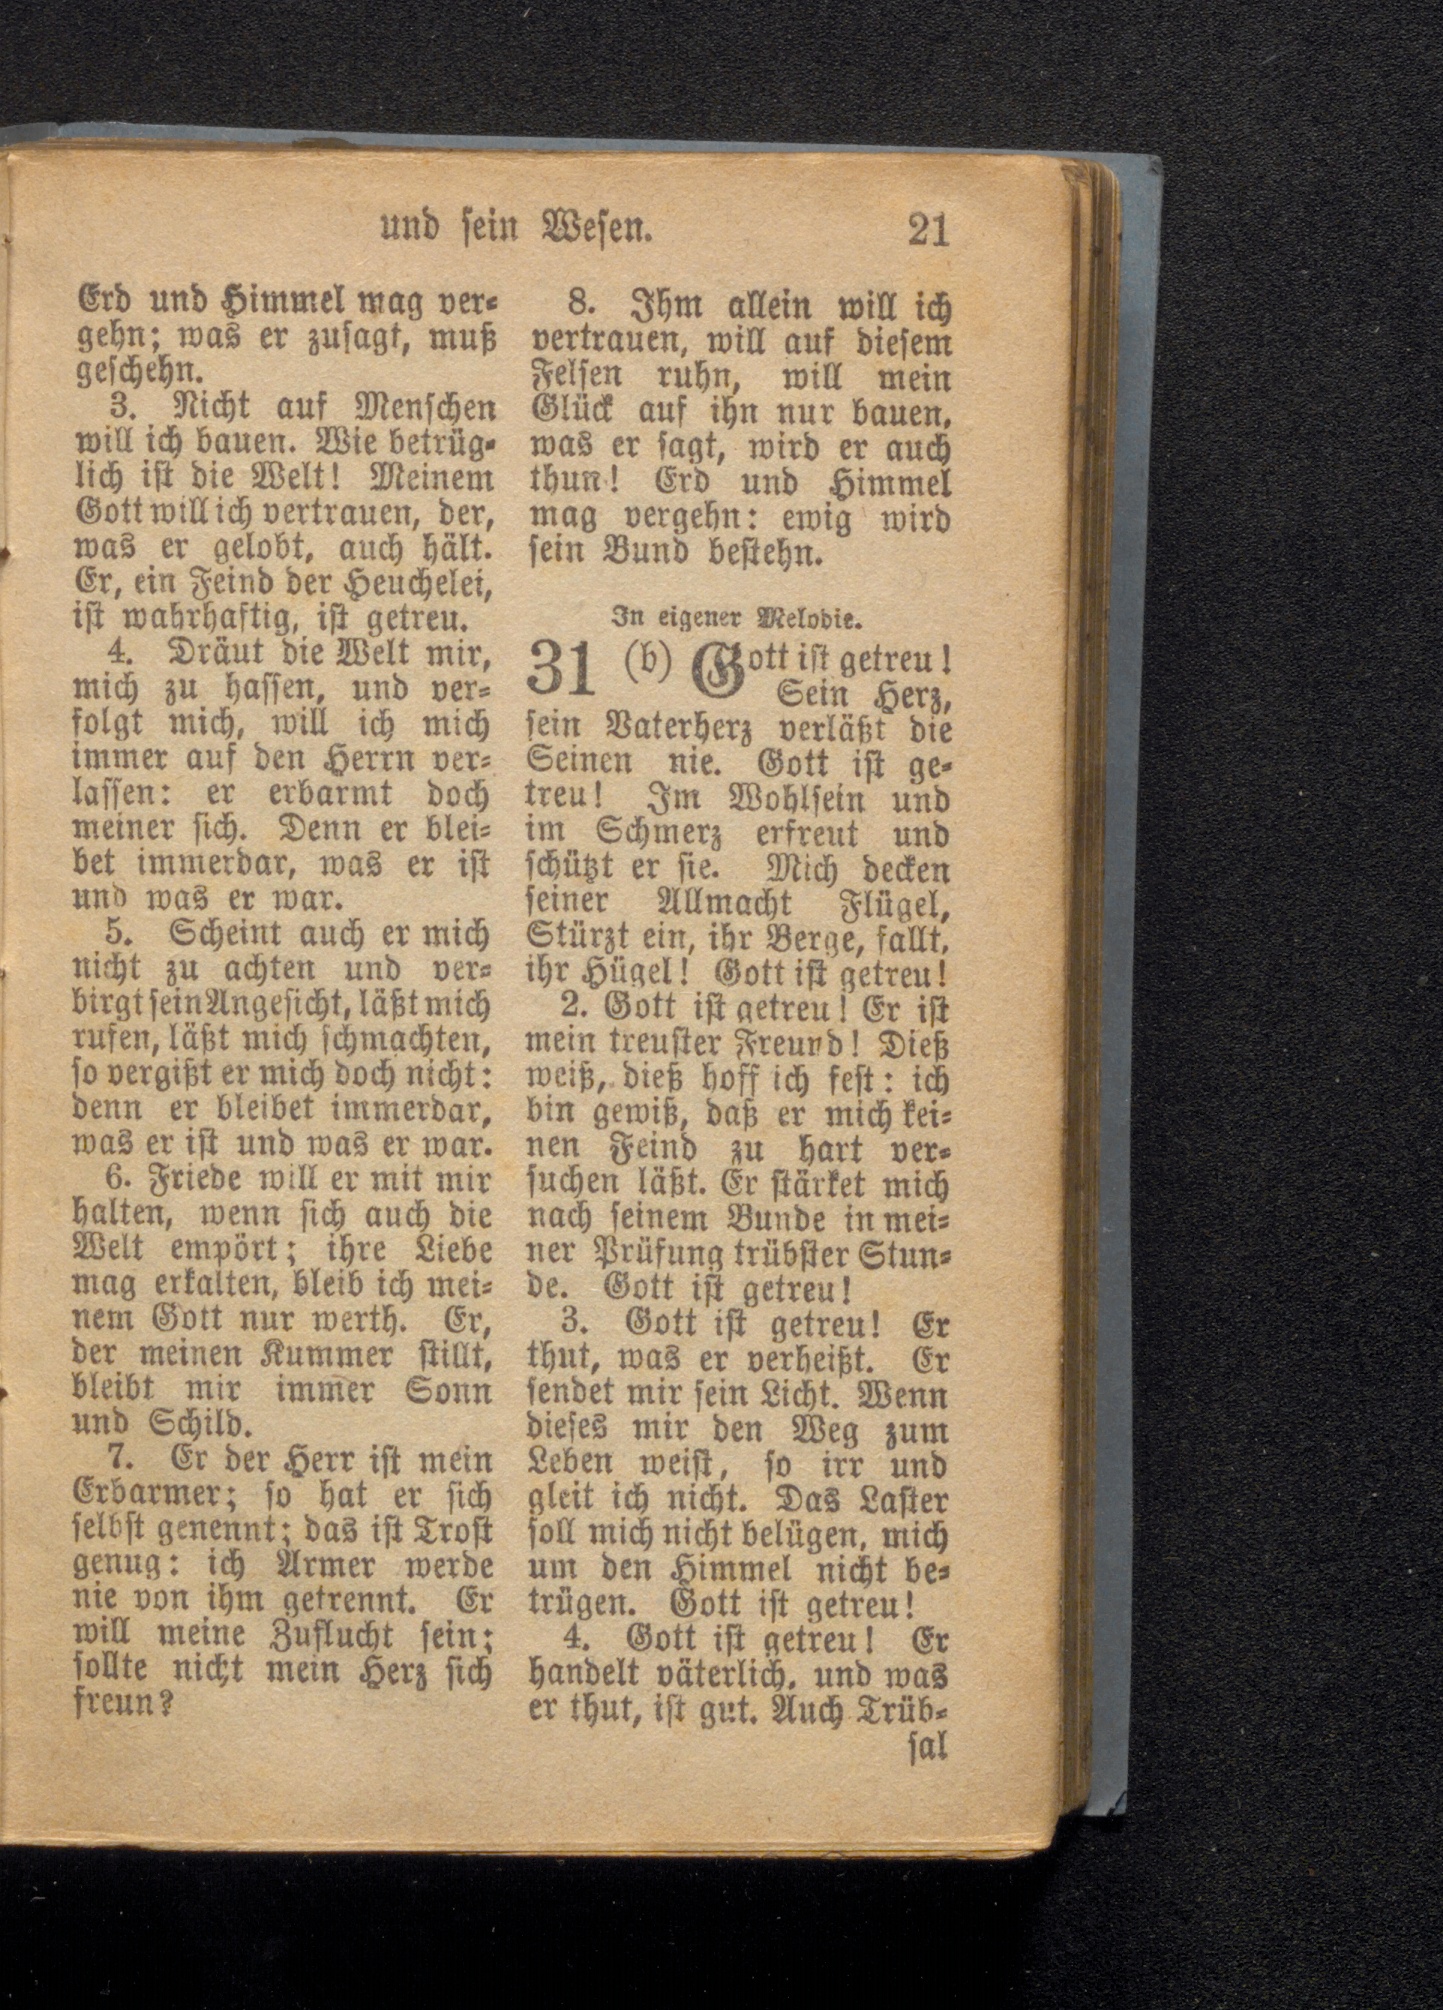 und sein Wesen. 21
Erd und Himmel mag ver-
gehn; was er zusagt, muß
geschehn.
3. Nicht auf Menschen
will ich bauen. Wie betrüg-
lich ist die Welt! Meinem
Gott will ich vertrauen, der,
was er gelobt, auch hält.
Er, ein Feind der Heuchelei,
ist wahrhaftig, ist getreu.
4. Dräut die Welt mir,
mich zu hassen, und ver-
folgt mich, will ich mich
immer auf den Herrn ver-
lassen: er erbarmt doch
meiner sich. Denn er blei-
bet immerdar, was er ist
und was er war.
5. Scheint auch er mich
nicht zu achten und ver-
birgt sein Angesicht, läßt mich
rufen, läßt mich schmachten,
so vergißt er mich doch nicht:
denn er bleibet immerdar,
was er ist und was er war.
6. Friede will er mit mir
halten, wenn sich auch die
Welt empört; ihre Liebe
mag erkalten, bleib ich mei-
nem Gott nur werth. Er,
der meinen Kummer stillt,
bleibt mir immer Sonn
und Schild.
7. Er der Herr ist mein
Erbarmer; so hat er sich
selbst genennt; das ist Trost
genug: ich Armer werde
nie von ihm getrennt. Er
will meine Zuflucht sein;
sollte nicht mein Herz sich
freun?
8. Ihm allein will ich
vertrauen, will auf diesem
Felsen ruhn, will mein
Glück auf ihn nur bauen,
was er sagt, wird er auch
thun! Erd und Himmel
mag vergehn: ewig wird
sein Bund bestehn.
In eigener Melodie.
31 (b) Gott ist getreu!
Sein Herz,
sein Vaterherz verläßt die
Seinen nie. Gott ist ge-
treu! Im Wohlsein und
im Schmerz erfreut und
schützt er sie. Mich decken
seiner Allmacht Flügel,
Stürzt ein, ihr Berge, fallt,
ihr Hügel! Gott ist getreu!
2. Gott ist getreu! Er ist
mein treuster Freund! Dieß
weiß, dieß hoff ich fest: ich
bin gewiß, daß er mich kei-
nen Feind zu hart ver-
suchen läßt. Er stärket mich
nach seinem Bunde in mei-
ner Prüfung trübster Stun-
de. Gott ist getreu!
3. Gott ist getreu! Er
thut, was er verheißt. Er
sendet mir sein Licht. Wenn
dieses mir den Weg zum
Leben weist, so irr und
gleit ich nicht. Das Laster
soll mich nicht belügen, mich
um den Himmel nicht be-
trügen. Gott ist getreu!
4. Gott ist getreu! Er
handelt väterlich, und was
er thut, ist gut. Auch Trüb-
sal